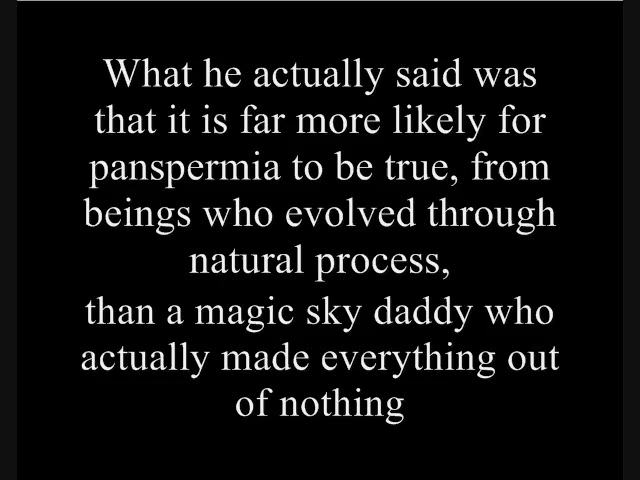 What he actually said was
that it is far more likely for
panspermia to be true, from
beings who evolved through
natural process,
than a magic sky daddy who
actually made everything out
of nothing